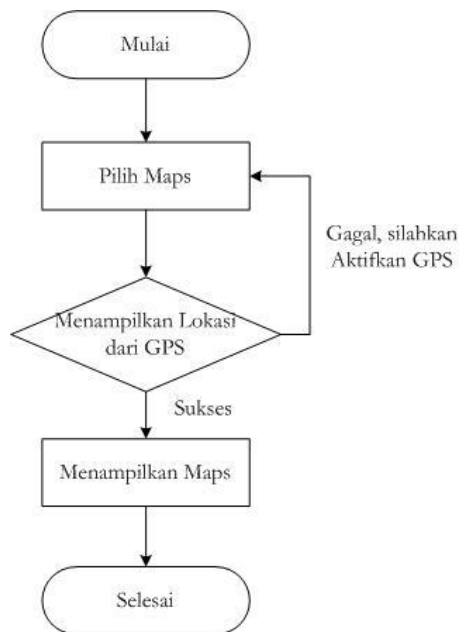 Mulai
Pilih Maps
Gagal, silahkan
Aktifkan GPS
Menampilkan Lokasi
dari GPS
Sukses
Menampilkan Maps
Selesai